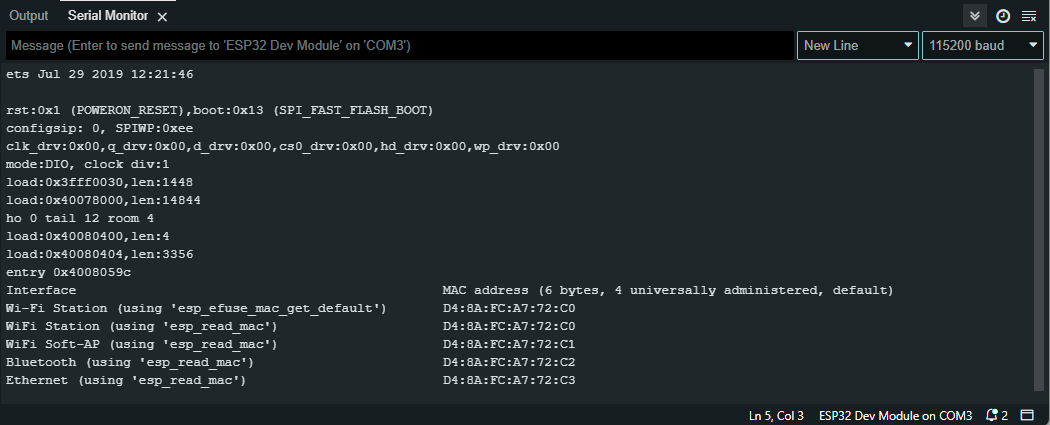 Output Serial Monitor
Message (Enter to send message to 'ESP32 Dev Module' on 'COM3') New Line 115200 baud
ets Jul 29 2019 12:21:46
rst:0x1 (POWERON_RESET),boot:0x13 (SPI_FAST_FLASH_BOOT)
configsip: 0, SPIWP:0xee
clk_drv:0x00,q_drv:0x00,d_drv:0x00,cs0_drv:0x00,hd_drv:0x00,wp_drv:0x00
mode:DIO, clock div:1
load:0x3fff0030,len:1448
load:0x40078000,len:14844
ho 0 tail 12 room 4
load:0x40080400,len:4
load:0x40080404,len:3356
entry 0x4008059c
Interface MAC address (6 bytes, 4 universally administered, default)
Wi-Fi Station (using 'esp_efuse_mac_get_default') D4:8A:FC:A7:72:C0
WiFi Station (using 'esp_read_mac') D4:8A:FC:A7:72:C0
WiFi Soft-AP (using 'esp_read_mac') D4:8A:FC:A7:72:C1
Bluetooth (using 'esp_read_mac') D4:8A:FC:A7:72:C2
Ethernet (using 'esp_read_mac') D4:8A:FC:A7:72:C3
Ln 5, Col 3 ESP32 Dev Module on COM3 2